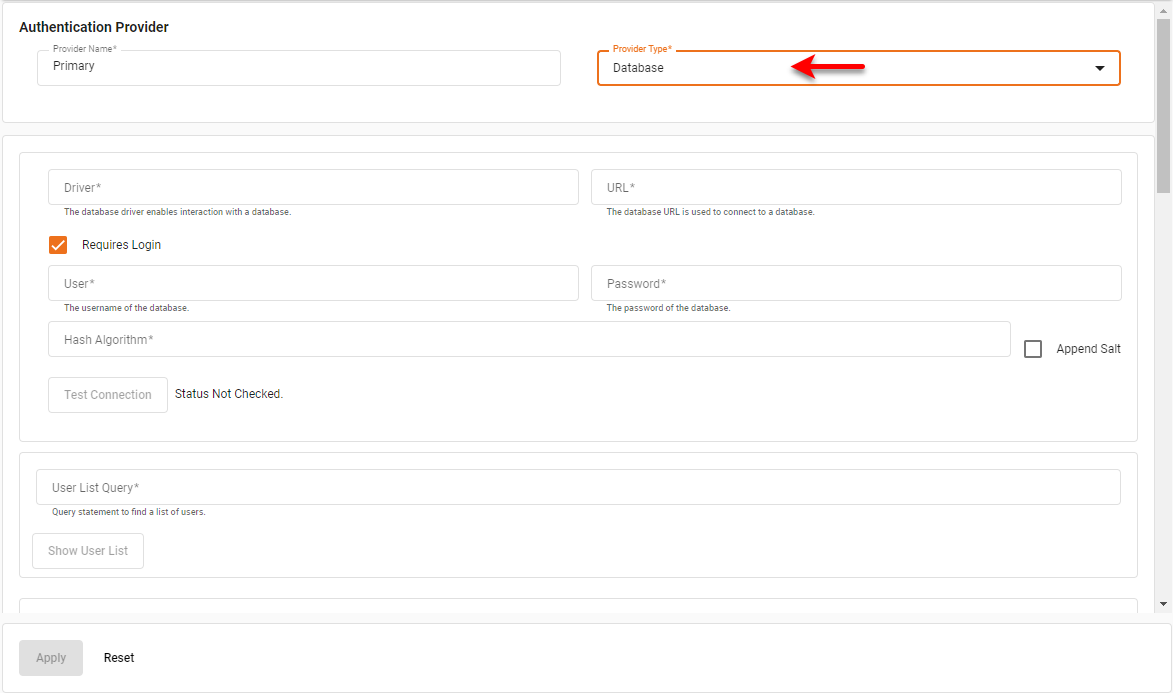 Authentication Provider
Provider Name*
Primary
Provider Type*
Database
Driver*
URL*
The database driver enables interaction with a database.
The database URL is used to connect to a database.
Requires Login
User*
Password*
The username of the database.
The password of the database.
Hash Algorithm*
Append Salt
Test Connection
Status Not Checked.
User List Query*
Query statement to find a list of users.
Show User List
Apply
Reset